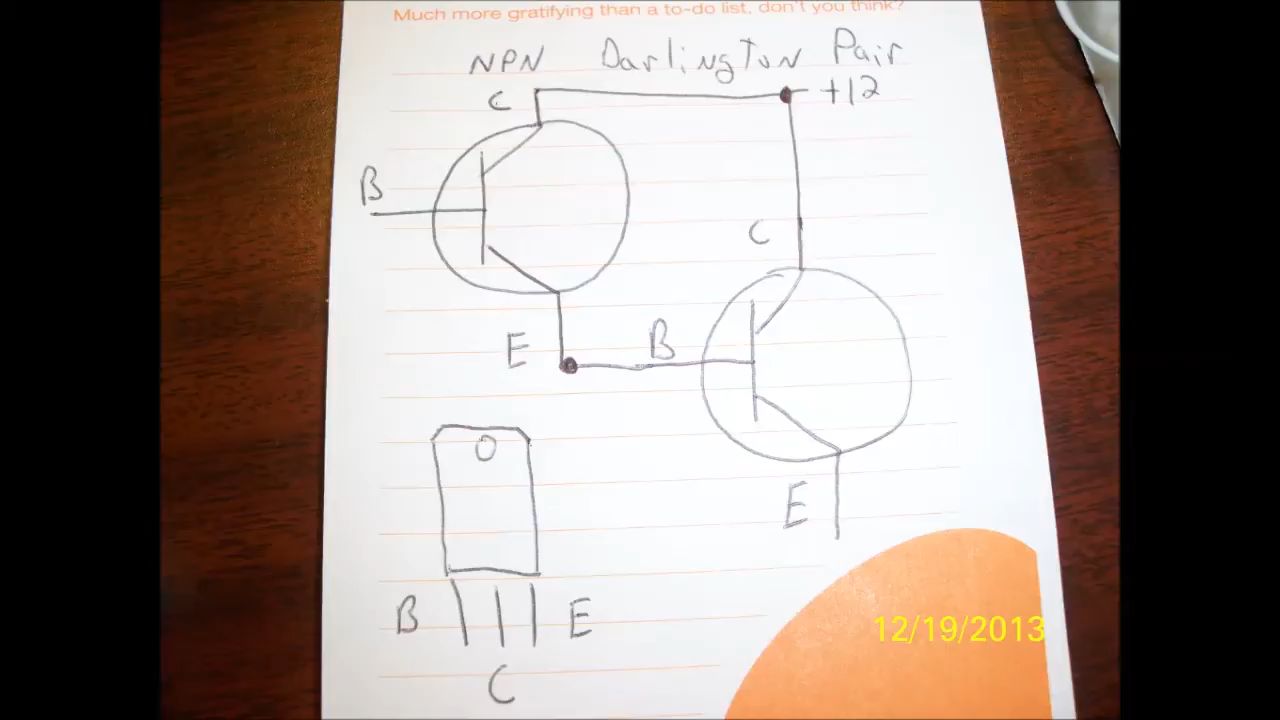 Much more gratifying than a to-do list, don't you think?
NPN Darlington Pair
C
+12
B
C
E
B
E
B
E
C
12/19/2013